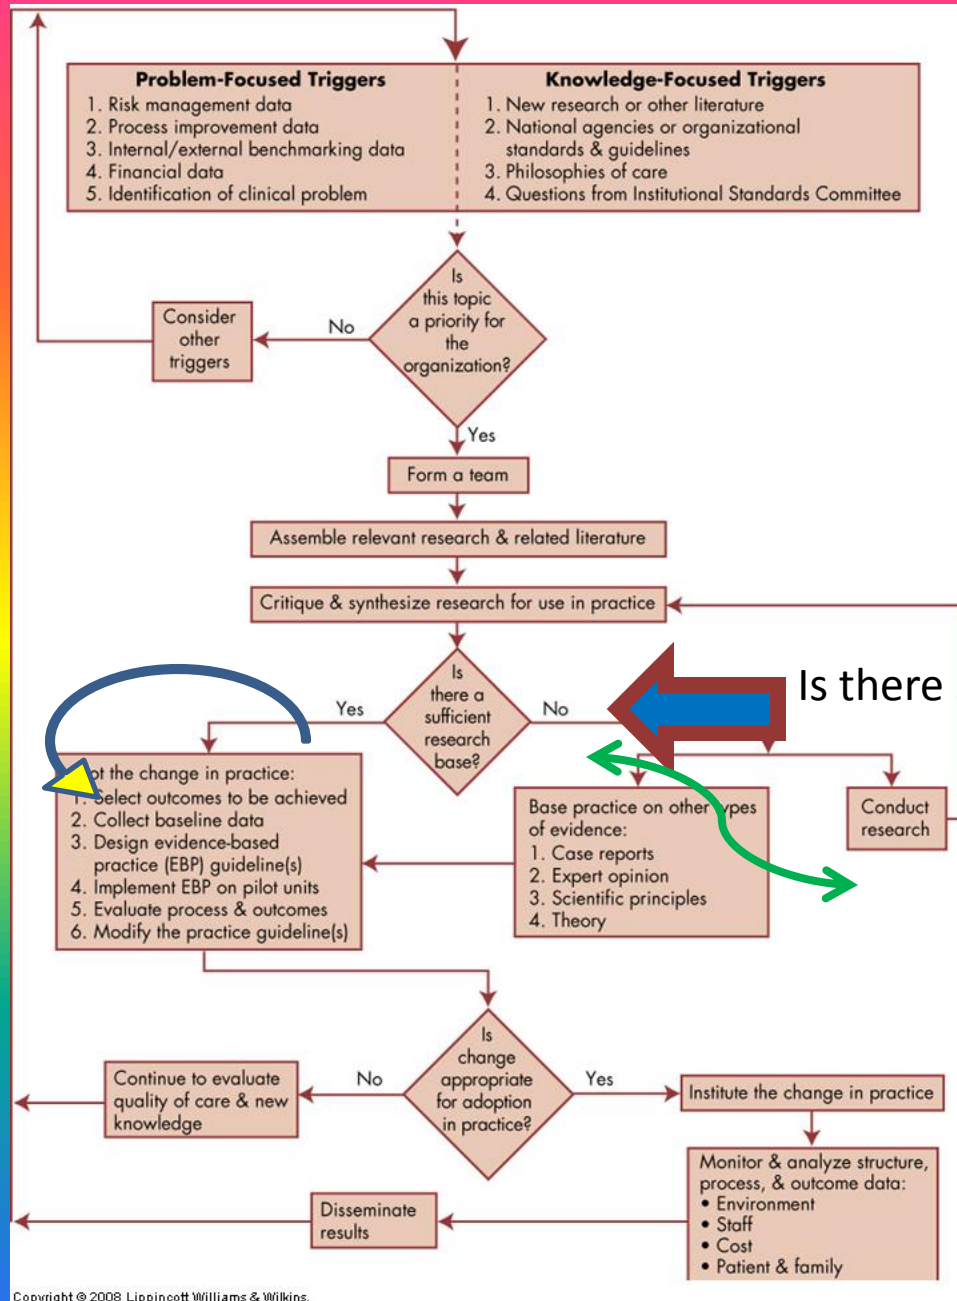 Problem-Focused Triggers
1. Risk management data
2. Process improvement data
3. Internal/external benchmarking data
4. Financial data
5. Identification of clinical problem
Knowledge-Focused Triggers
1. New research or other literature
2. National agencies or organizational
standards & guidelines
3. Philosophies of care
4. Questions from Institutional Standards Committee
Is
this topic
a priority for
the
organization?
No
Consider
other
triggers
Yes
Form a team
Assemble relevant research & related literature
Critique & synthesize research for use in practice
Is
there a
sufficient
research
base?
Yes
No
Is there
ot the change in practice:
1. Select outcomes to be achieved
2. Collect baseline data
3. Design evidence-based
practice (EBP) guideline(s)
4. Implement EBP on pilot units
5. Evaluate process & outcomes
6. Modify the practice guideline(s)
Base practice on other types
of evidence:
1. Case reports
2. Expert opinion
3. Scientific principles
4. Theory
Conduct
research
Is
change
appropriate
for adoption
in practice?
No
Yes
Continue to evaluate
quality of care & new
knowledge
Institute the change in practice
Monitor & analyze structure,
process, & outcome data:
• Environment
• Staff
• Cost
• Patient & family
Disseminate
results
Copyright © 2008 Lippincott Williams & Wilkins.